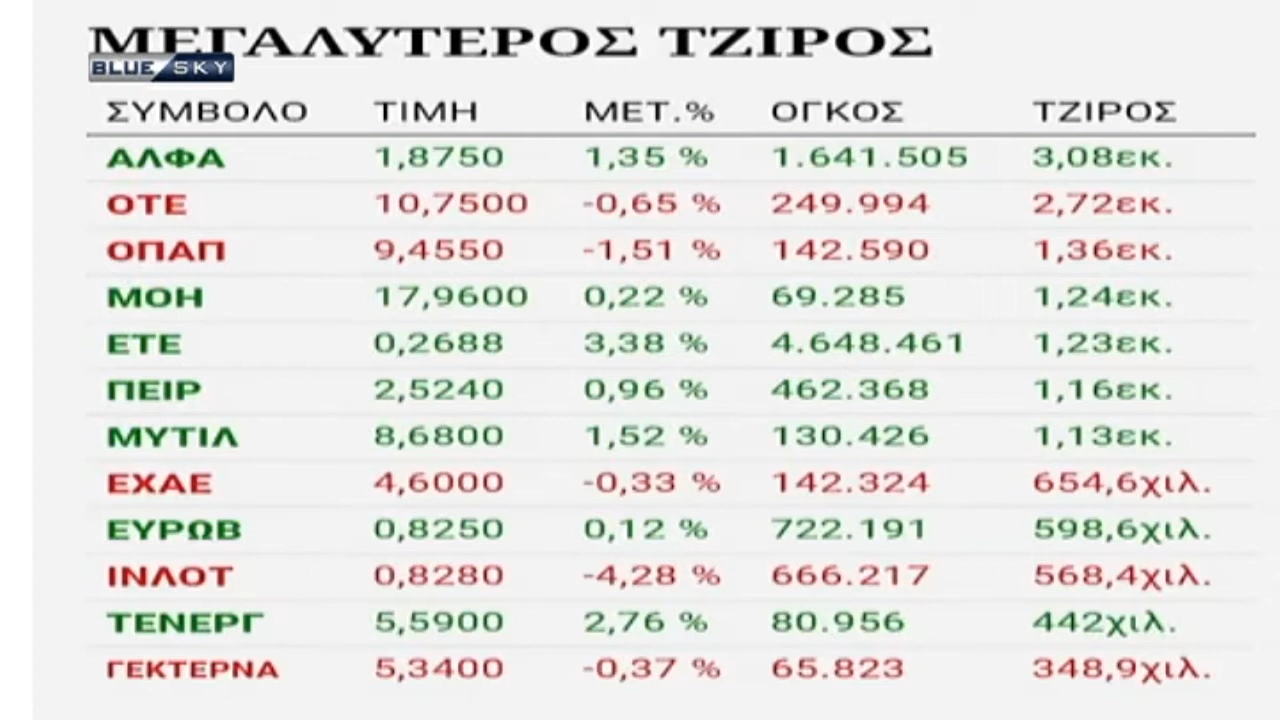 ΜΕΓΑΛΥΤΕΡΟΣ ΤΖΙΡΟΣ
BLUE SKY
ΣΥΜΒΟΛΟ ΤΙΜΗ ΜΕΤ.% ΟΓΚΟΣ ΤΖΙΡΟΣ
ΑΛΦΑ 1,8750 1,35 % 1.641.505 3,08εκ.
ΟΤΕ 10,7500 -0,65 % 249.994 2,72εκ.
ΟΠΑΠ 9,4550 -1,51 % 142.590 1,36εκ.
ΜΟΗ 17,9600 0,22 % 69.285 1,24εκ.
ΕΤΕ 0,2688 3,38 % 4.648.461 1,23εκ.
ΠΕΙΡ 2,5240 0,96 % 462.368 1,16εκ.
ΜΥΤΙΛ 8,6800 1,52 % 130.426 1,13εκ.
ΕΧΑΕ 4,6000 -0,33 % 142.324 654,6χιλ.
ΕΥΡΩΒ 0,8250 0,12 % 722.191 598,6χιλ.
ΙΝΛΟΤ 0,8280 -4,28 % 666.217 568,4χιλ.
ΤΕΝΕΡΓ 5,5900 2,76 % 80.956 442χιλ.
ΓΕΚΤΕΡΝΑ 5,3400 -0,37 % 65.823 348,9χιλ.